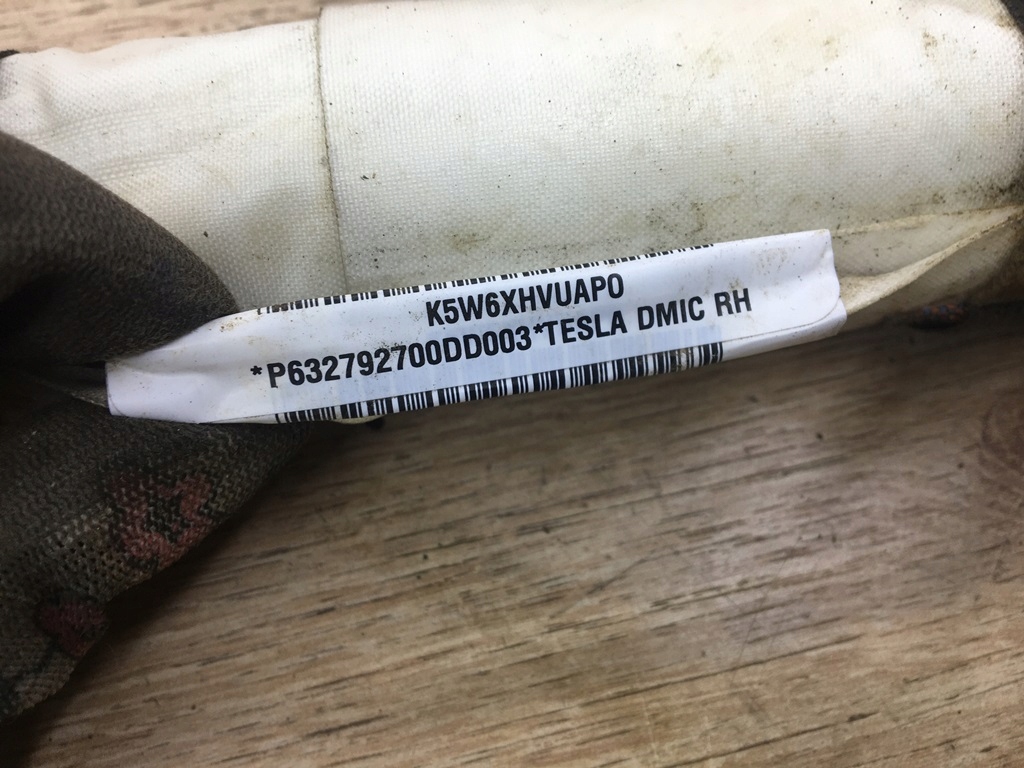 K5W6XHVUAPO
*P632792700DD003*TESLA DMIC RH